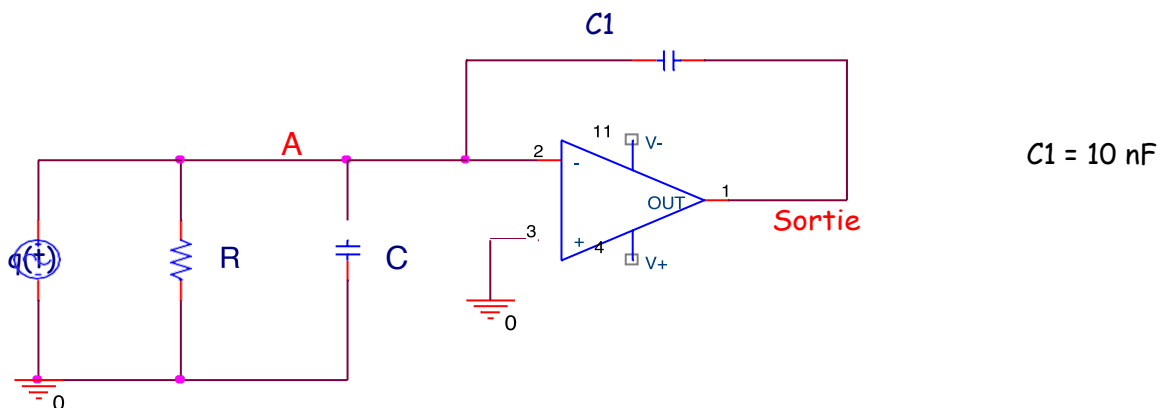 C1
11
V-
A
2
-
C1 = 10 nF
OUT
1
Sortie
3
+
4
q(t)
R
C
V+
0
0